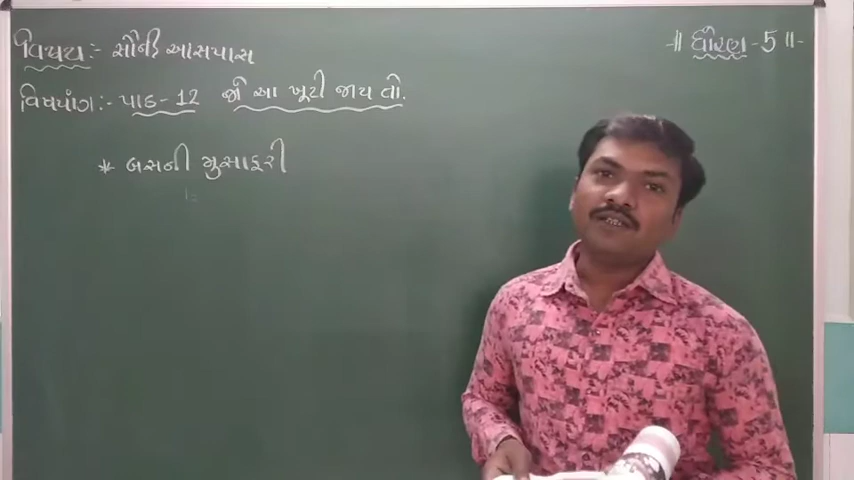 વિષય :- સૌની આસપાસ
॥ ધોરણ - 5 ॥
વિષયાંગ :- પાઠ - 12 જો આ ખૂટી જાય તો.
* બસની મુસાફરી